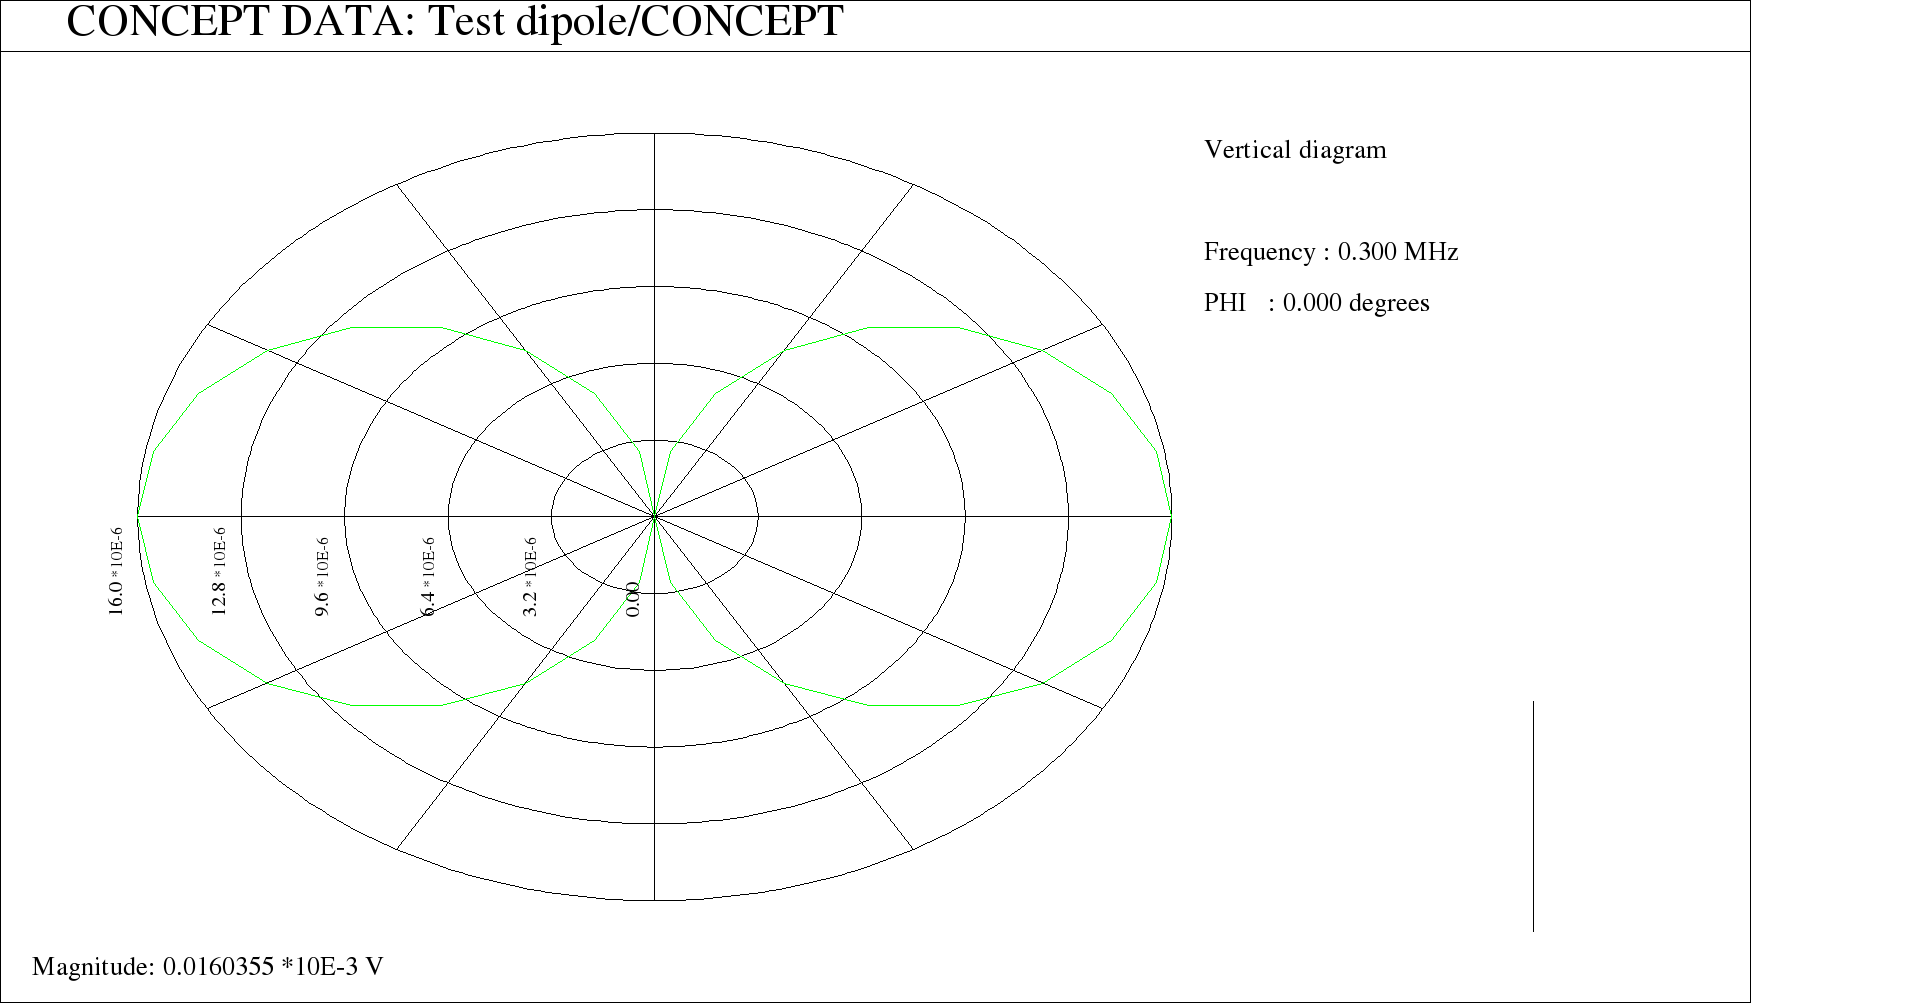 CONCEPT DATA: Test dipole/CONCEPT
Vertical diagram
Frequency : 0.300 MHz
PHI : 0.000 degrees
16.0 *10E-6
12.8 *10E-6
9.6 *10E-6
6.4 *10E-6
3.2 *10E-6
0.00
Magnitude: 0.0160355 *10E-3 V